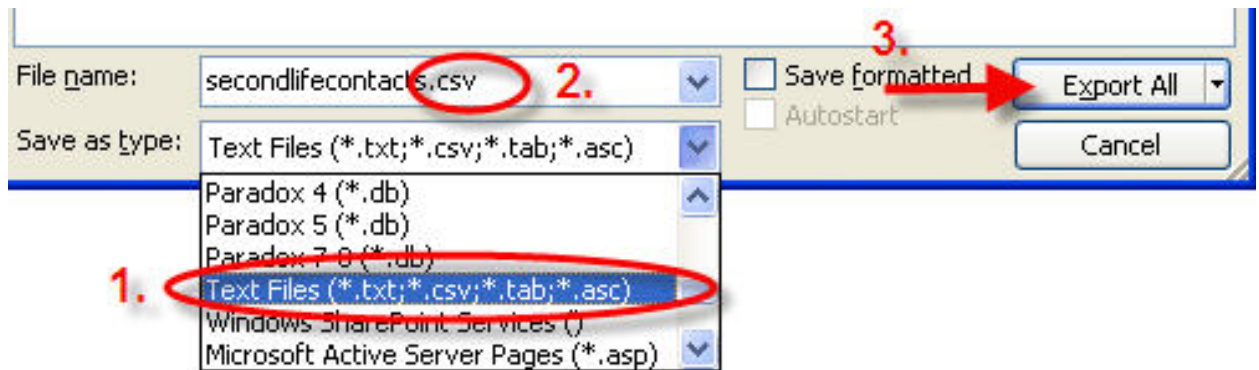 3.
File name:
secondlifecontacts.csv
2.
Save formatted
Export All
Autostart
Save as type:
Text Files (*.txt;*.csv;*.tab;*.asc)
Cancel
Paradox 4 (*.db)
Paradox 5 (*.db)
Paradox 7-8 (*.db)
1.
Text Files (*.txt;*.csv;*.tab;*.asc)
Windows SharePoint Services ()
Microsoft Active Server Pages (*.asp)